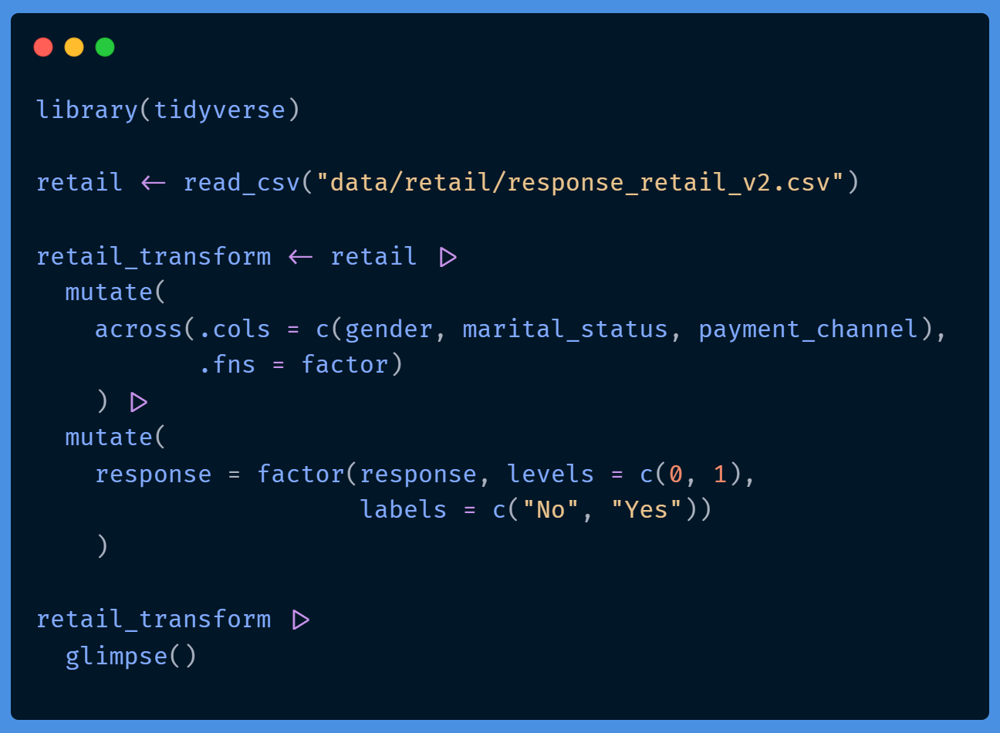 library(tidyverse)
retail <- read_csv("data/retail/response_retail_v2.csv")
retail_transform <- retail |>
  mutate(
    across(.cols = c(gender, marital_status, payment_channel),
           .fns = factor)
    ) |>
  mutate(
    response = factor(response, levels = c(0, 1),
                      labels = c("No", "Yes"))
    )
retail_transform |>
  glimpse()